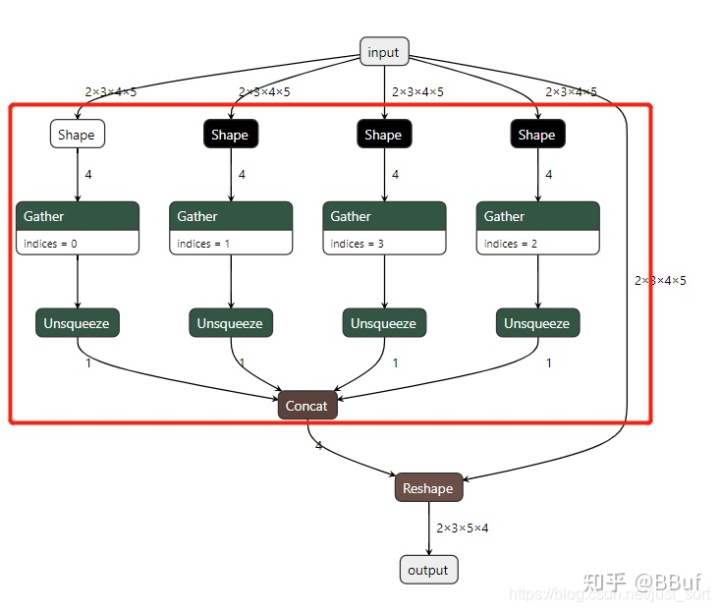 input
2×3×4×5 2×3×4×5 2×3×4×5 2×3×4×5
Shape Shape Shape Shape
4 4 4 4
Gather Gather Gather Gather
indices = 0 indices = 1 indices = 3 indices = 2
2×3×4×5
Unsqueeze Unsqueeze Unsqueeze Unsqueeze
1 1 1 1
Concat
4
Reshape
2×3×5×4
output
知乎 @BBuf
https://blog.csdn.net/just_sort